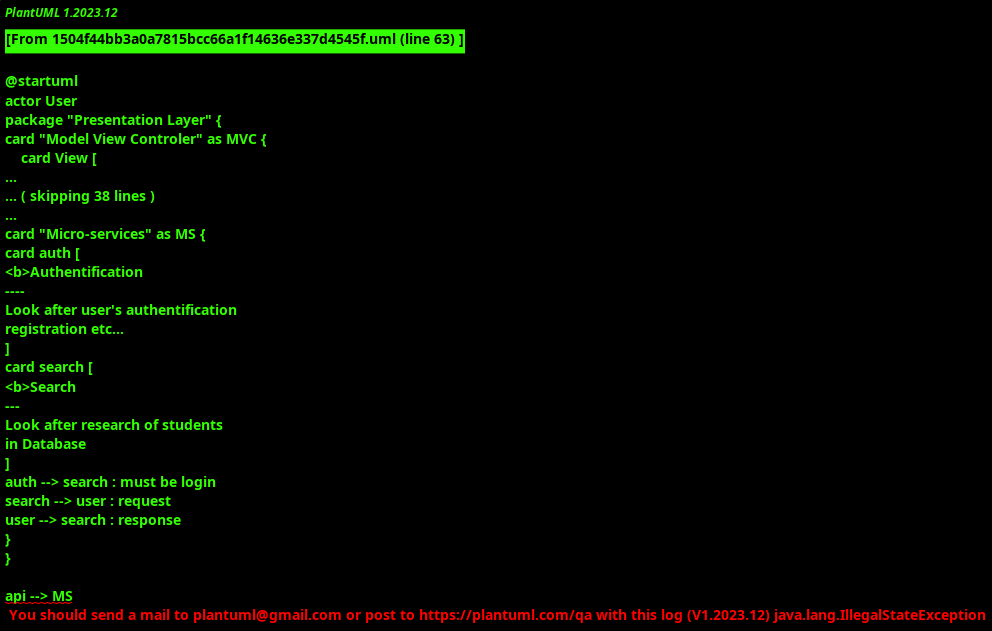 PlantUML 1.2023.12
[From 1504f44bb3a0a7815bcc66a1f14636e337d4545f.uml (line 63) ]
@startuml
actor User
package "Presentation Layer" {
card "Model View Controler" as MVC {
card View [
...
... ( skipping 38 lines )
...
card "Micro-services" as MS {
card auth [
<b>Authentification
----
Look after user's authentification
registration etc...
]
card search [
<b>Search
---
Look after research of students
in Database
]
auth --> search : must be login
search --> user : request
user --> search : response
}
}
api --> MS
You should send a mail to plantuml@gmail.com or post to https://plantuml.com/qa with this log (V1.2023.12) java.lang.IllegalStateException